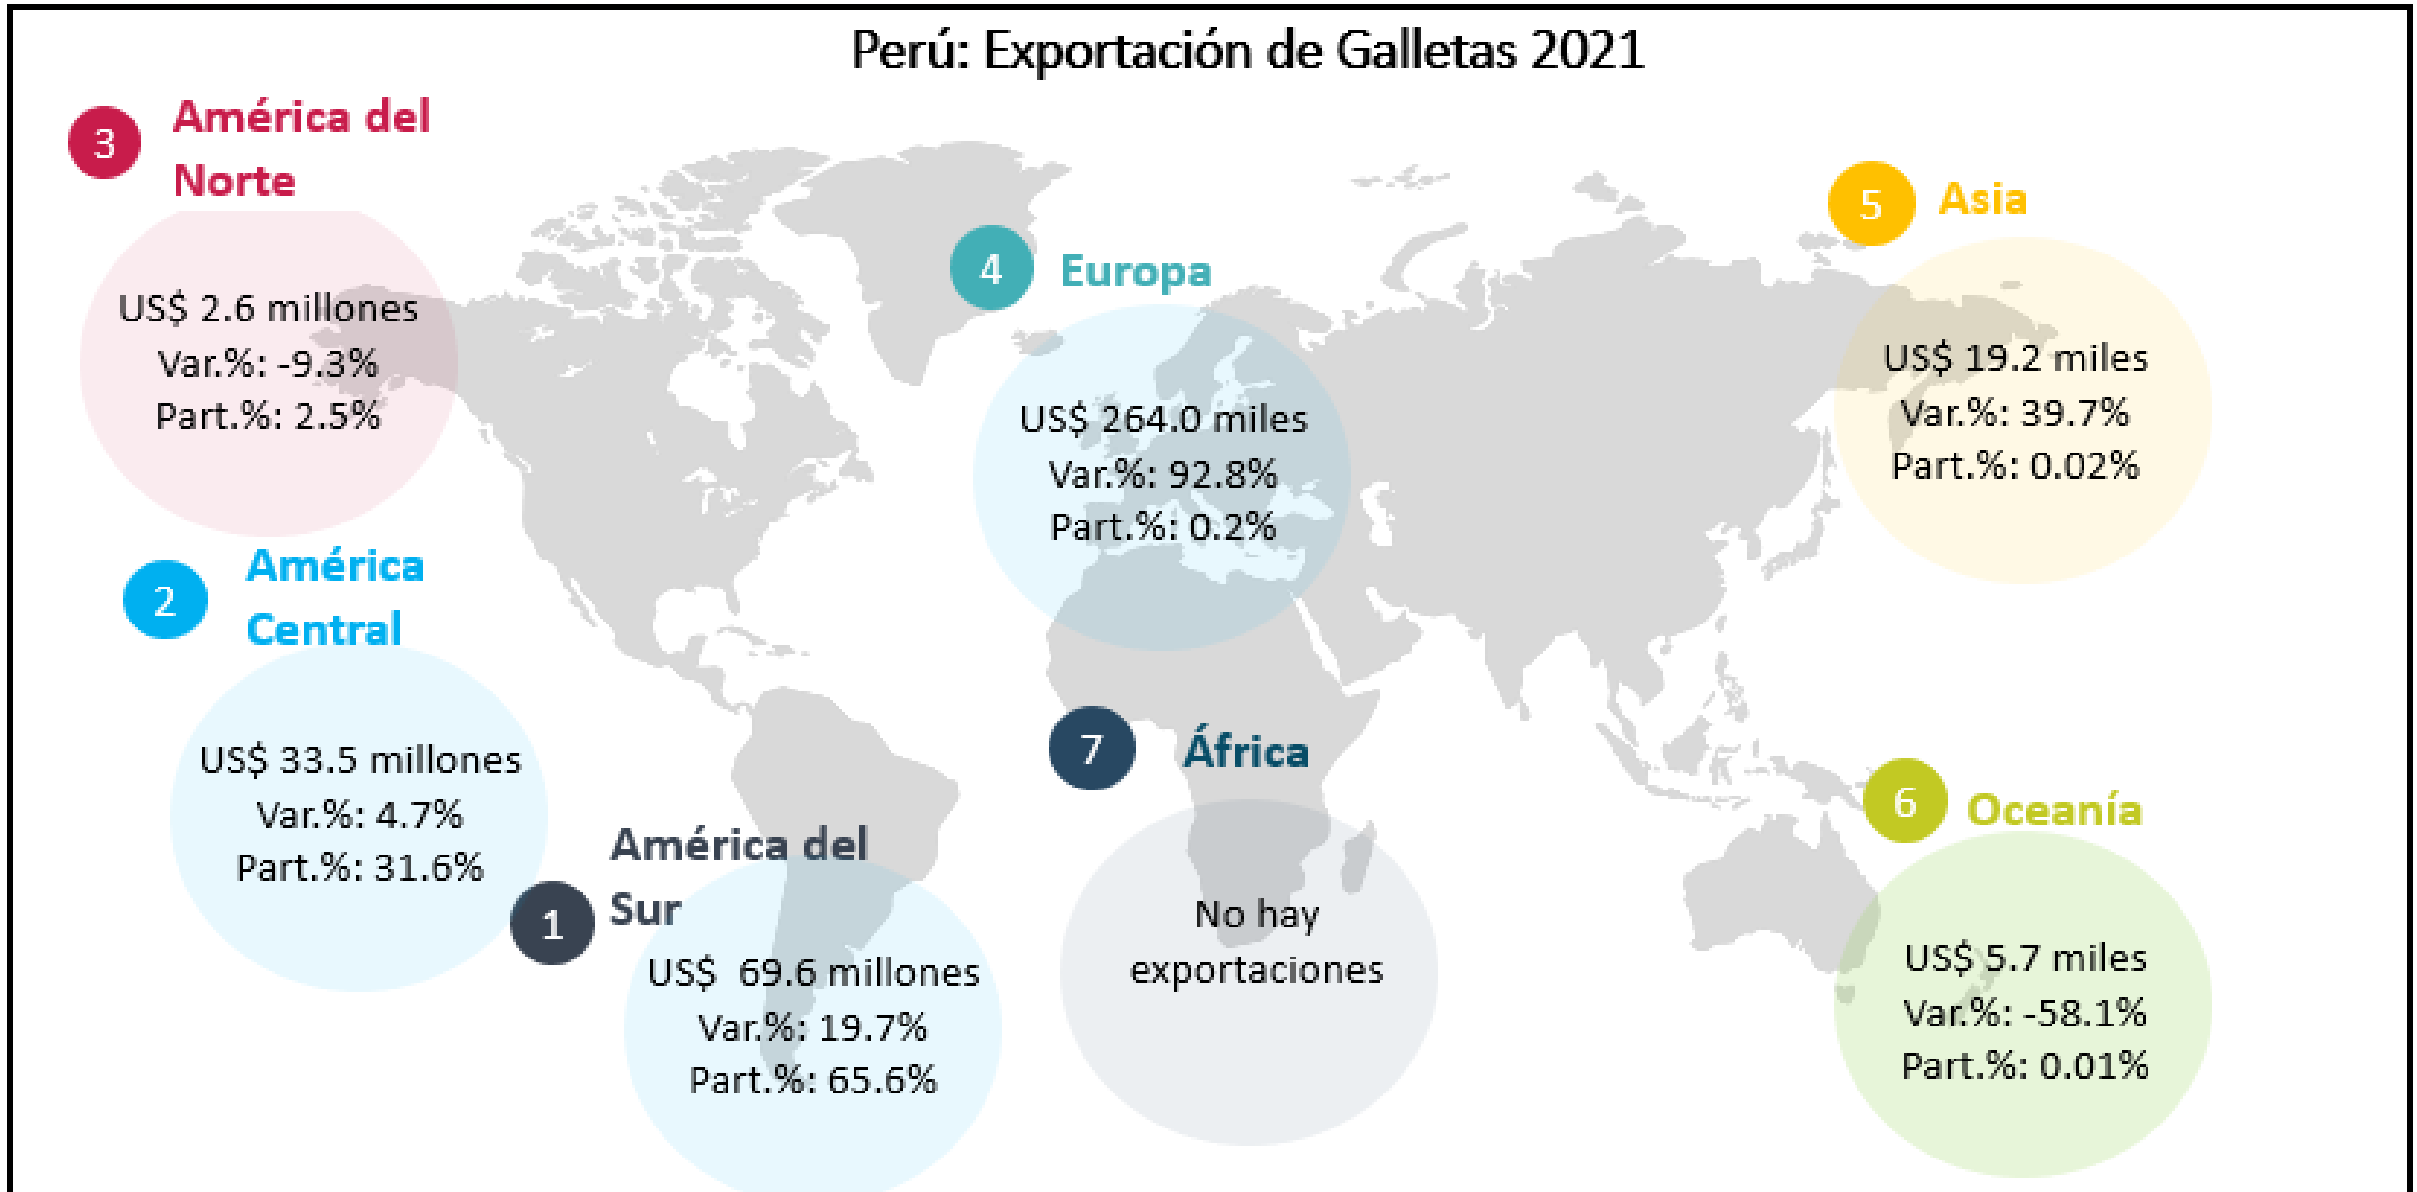 Perú: Exportación de Galletas 2021
3
América del
Norte
US$ 2.6 millones
Var.%: -9.3%
Part.%: 2.5%
2
América
Central
US$ 33.5 millones
Var.%: 4.7%
Part.%: 31.6%
1
América del
Sur
US$  69.6 millones
Var.%: 19.7%
Part.%: 65.6%
4
Europa
US$ 264.0 miles
Var.%: 92.8%
Part.%: 0.2%
7
África
No hay
exportaciones
5
Asia
US$ 19.2 miles
Var.%: 39.7%
Part.%: 0.02%
6
Oceanía
US$ 5.7 miles
Var.%: -58.1%
Part.%: 0.01%